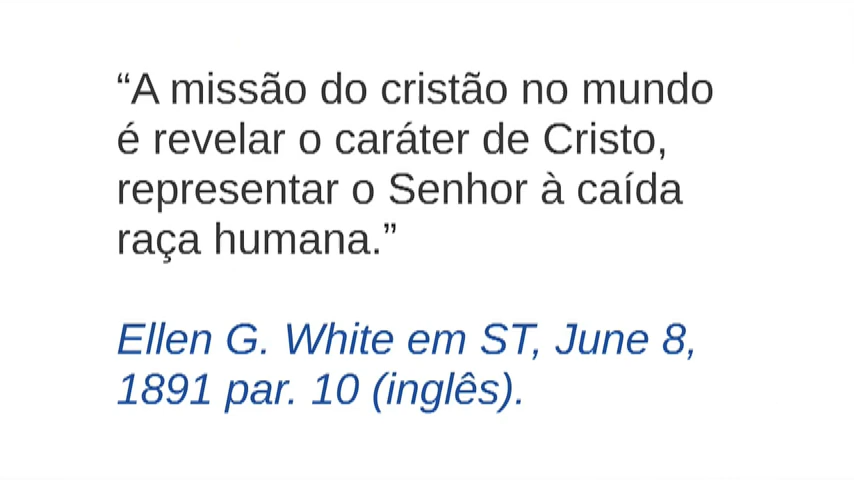 “A missão do cristão no mundo
é revelar o caráter de Cristo,
representar o Senhor à caída
raça humana.”
Ellen G. White em ST, June 8,
1891 par. 10 (inglês).